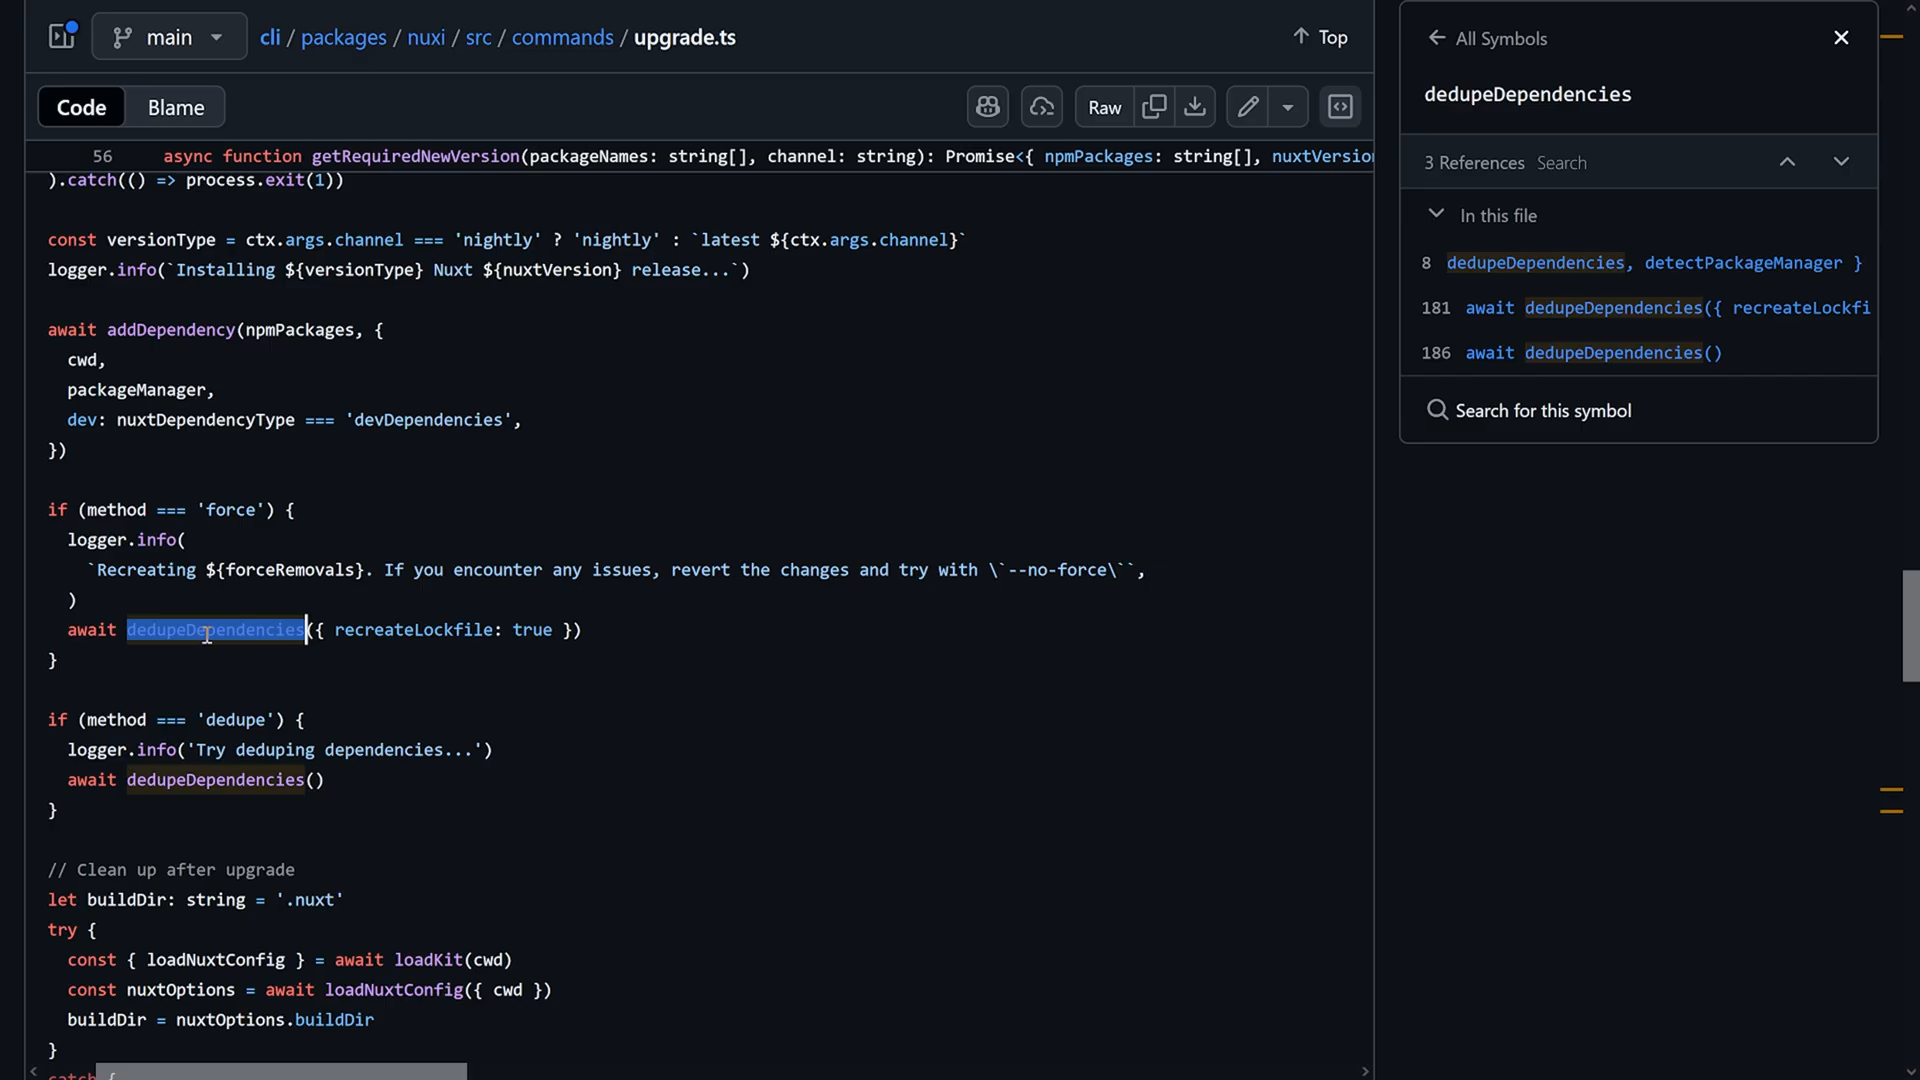 main
cli / packages / nuxi / src / commands / upgrade.ts
Top
Code
Blame
Raw
56 async function getRequiredNewVersion(packageNames: string[], channel: string): Promise<{ npmPackages: string[], nuxtVersio
).catch(() => process.exit(1))
const versionType = ctx.args.channel === 'nightly' ? 'nightly' : `latest ${ctx.args.channel}`
logger.info(`Installing ${versionType} Nuxt ${nuxtVersion} release...`)
await addDependency(npmPackages, {
cwd,
packageManager,
dev: nuxtDependencyType === 'devDependencies',
})
if (method === 'force') {
logger.info(
`Recreating ${forceRemovals}. If you encounter any issues, revert the changes and try with \`--no-force\``,
)
await dedupeDependencies({ recreateLockfile: true })
}
if (method === 'dedupe') {
logger.info('Try deduping dependencies...')
await dedupeDependencies()
}
// Clean up after upgrade
let buildDir: string = '.nuxt'
try {
const { loadNuxtConfig } = await loadKit(cwd)
const nuxtOptions = await loadNuxtConfig({ cwd })
buildDir = nuxtOptions.buildDir
}
catch {
All Symbols
dedupeDependencies
3 References Search
In this file
8 dedupeDependencies, detectPackageManager }
181 await dedupeDependencies({ recreateLockfi
186 await dedupeDependencies()
Search for this symbol